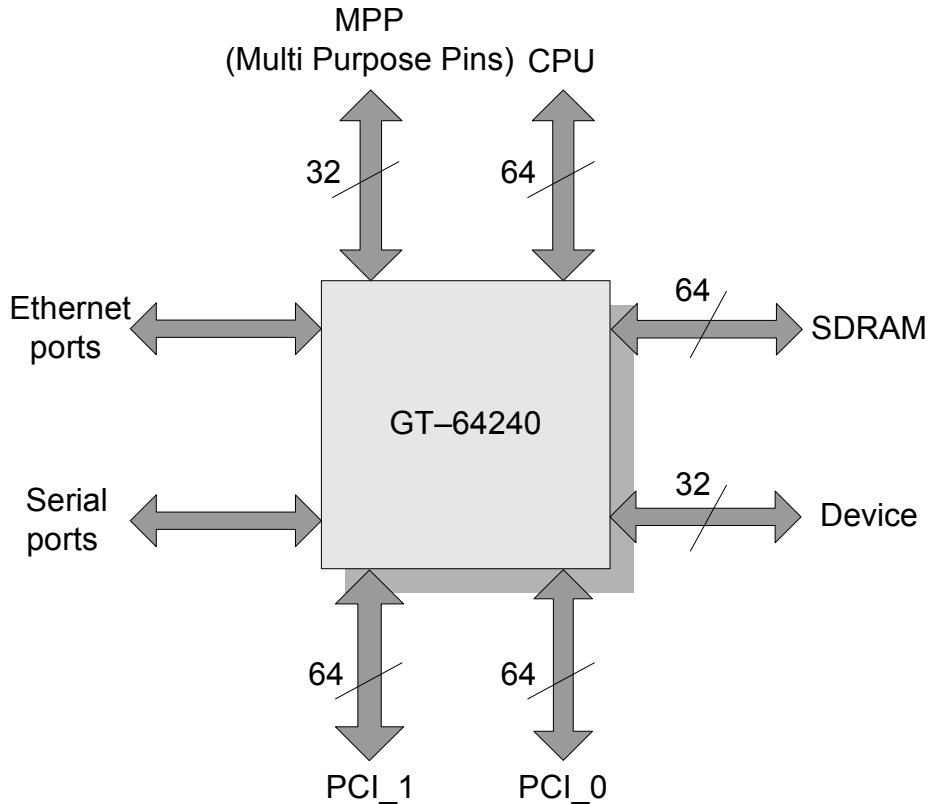 MPP
(Multi Purpose Pins) CPU
32
64
Ethernet
ports
64
SDRAM
GT–64240
Serial
ports
32
Device
64
64
PCI_1
PCI_0